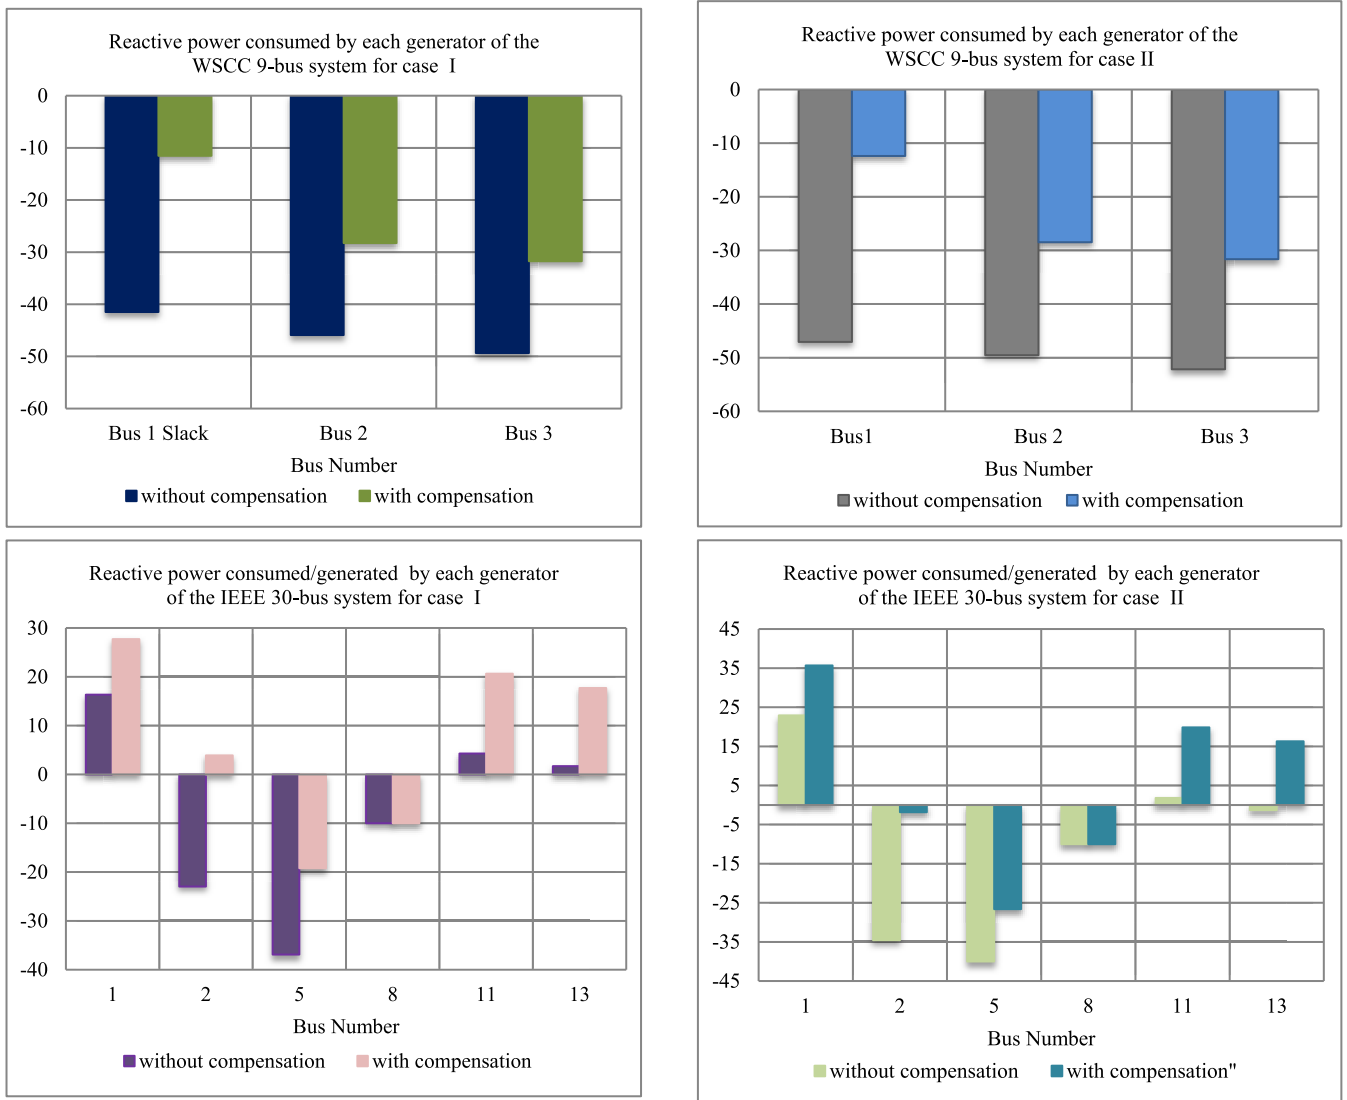 Reactive power consumed by each generator of the
WSCC 9-bus system for case I
0
-10
-20
-30
-40
-50
-60
Bus 1 Slack Bus 2 Bus 3
Bus Number
without compensation with compensation
Reactive power consumed by each generator of the
WSCC 9-bus system for case II
0
-10
-20
-30
-40
-50
-60
Bus1 Bus 2 Bus 3
Bus Number
without compensation with compensation
Reactive power consumed/generated by each generator
of the IEEE 30-bus system for case I
30
20
10
0
-10
-20
-30
-40
1 2 5 8 11 13
Bus Number
without compensation with compensation
Reactive power consumed/generated by each generator
of the IEEE 30-bus system for case II
45
35
25
15
5
-5
-15
-25
-35
-45
1 2 5 8 11 13
Bus Number
without compensation with compensation"